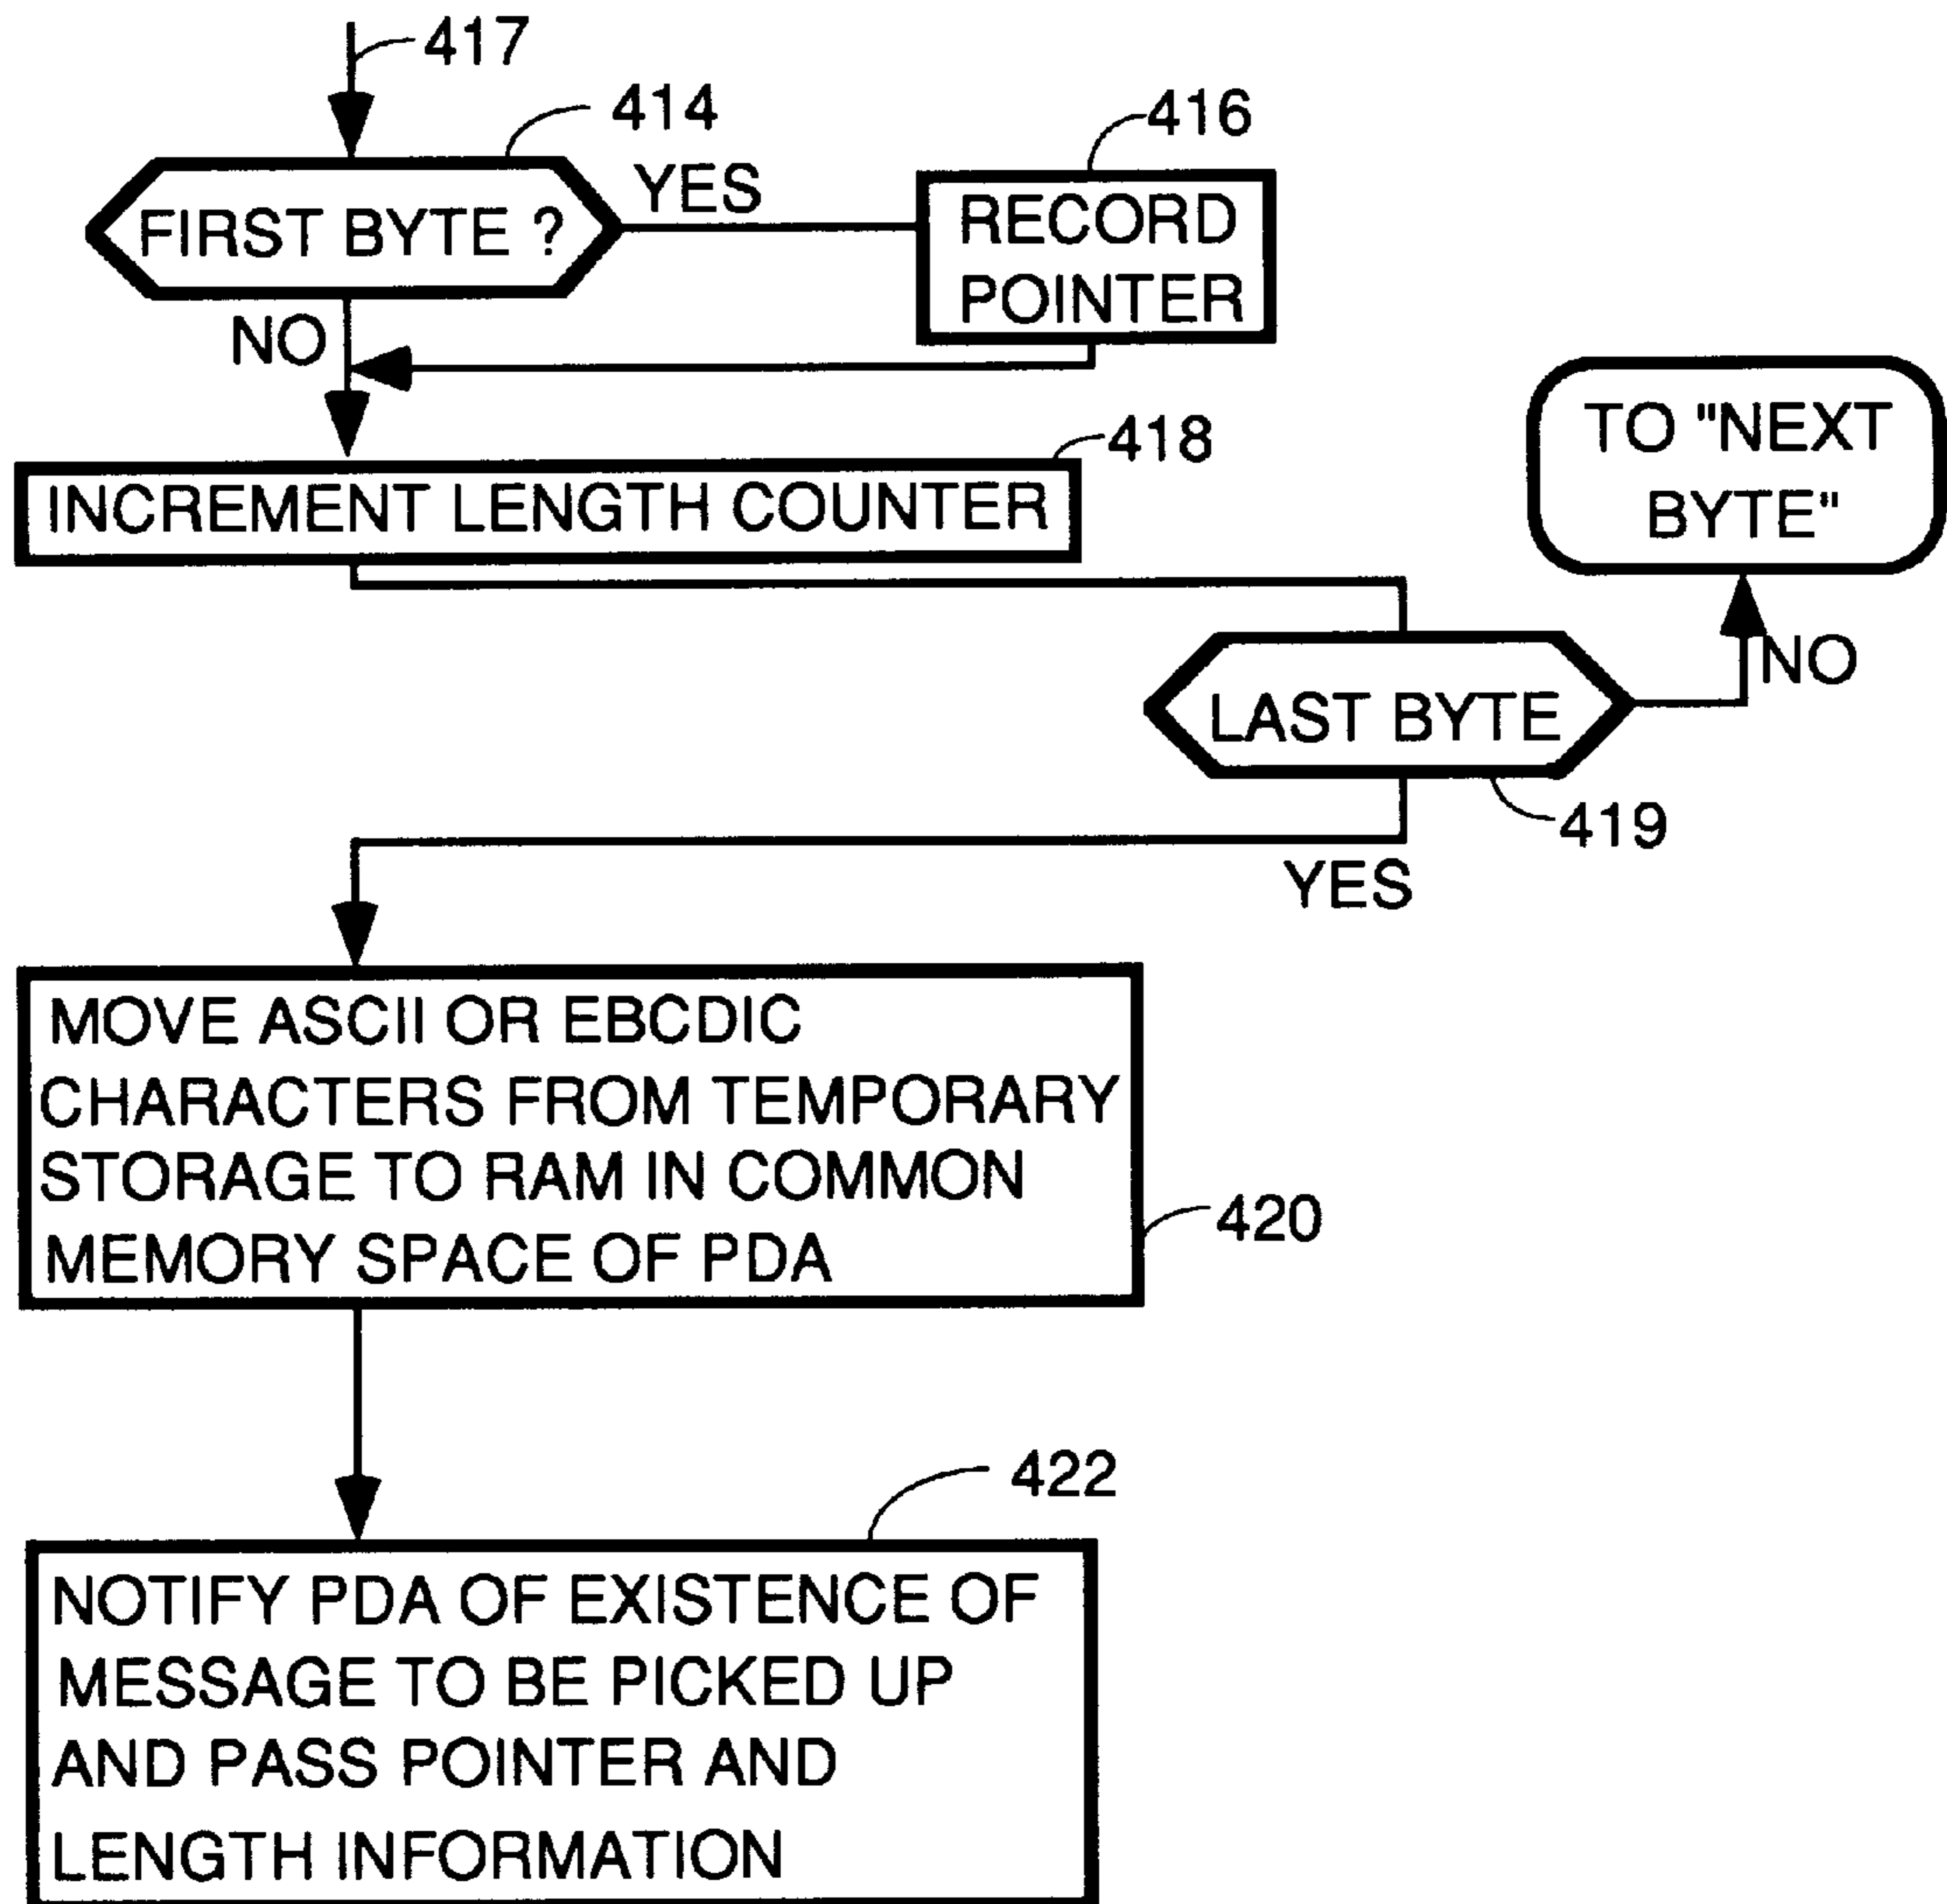 417
414
416
YES
FIRST BYTE ?
RECORD
POINTER
NO
418
TO "NEXT
BYTE"
INCREMENT LENGTH COUNTER
NO
LAST BYTE
419
YES
MOVE ASCII OR EBCDIC
CHARACTERS FROM TEMPORARY
STORAGE TO RAM IN COMMON
MEMORY SPACE OF PDA
420
422
NOTIFY PDA OF EXISTENCE OF
MESSAGE TO BE PICKED UP
AND PASS POINTER AND
LENGTH INFORMATION